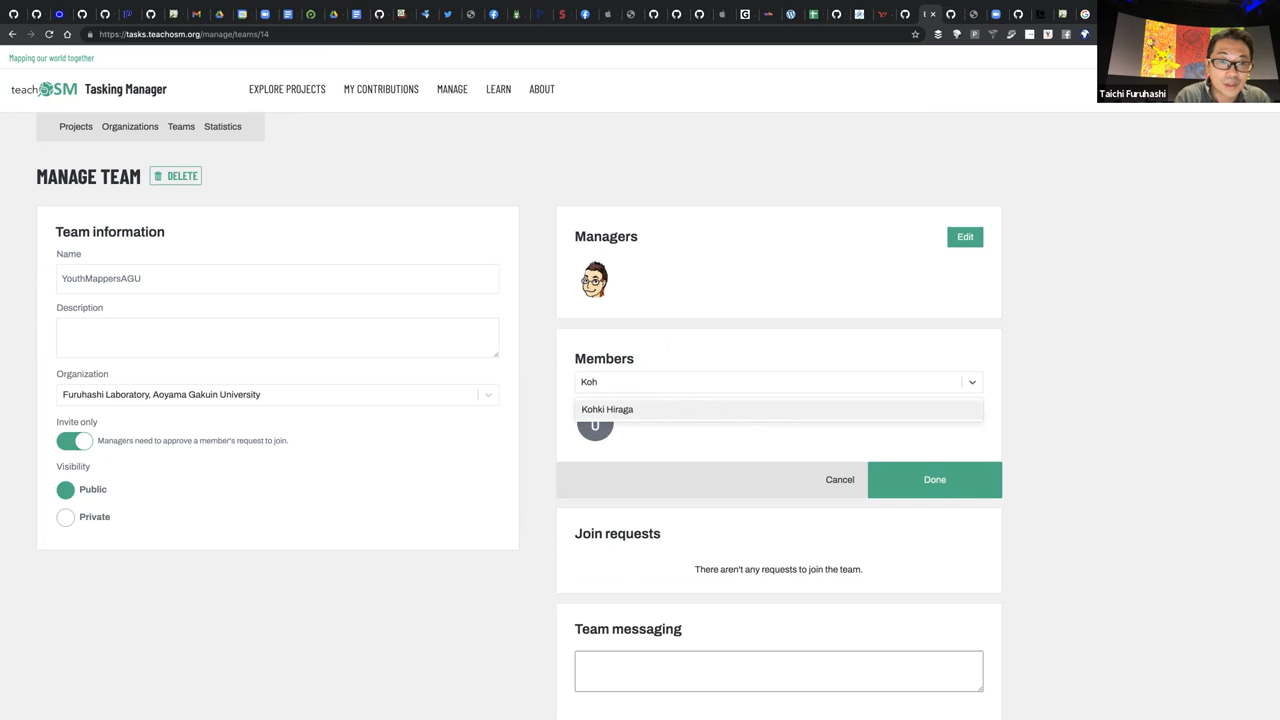 https://tasks.teachosm.org/manage/teams/14
Mapping our world together
teachOSM Tasking Manager
EXPLORE PROJECTS
MY CONTRIBUTIONS
MANAGE
LEARN
ABOUT
Taichi Furuhashi
Projects
Organizations
Teams
Statistics
MANAGE TEAM
DELETE
Team information
Name
YouthMappersAGU
Description
Organization
Furuhashi Laboratory, Aoyama Gakuin University
Invite only
Managers need to approve a member's request to join.
Visibility
Public
Private
Managers
Edit
Members
Koh
Kohki Hiraga
U
Cancel
Done
Join requests
There aren't any requests to join the team.
Team messaging